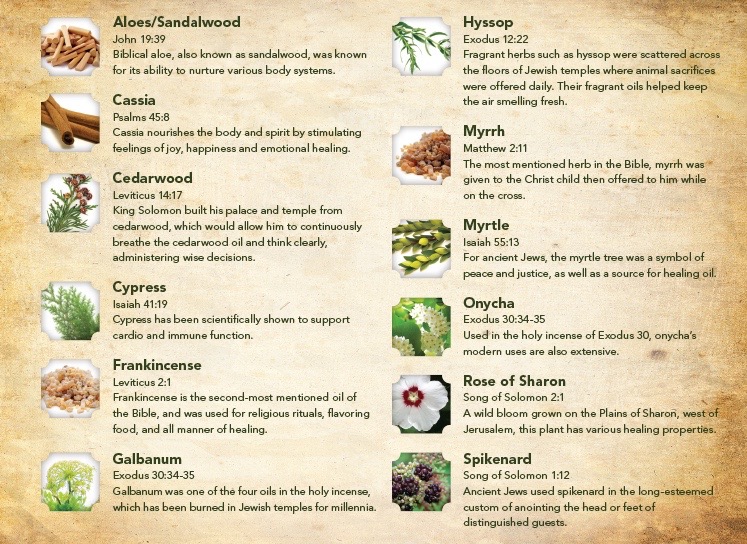 Aloes/Sandalwood
John 19:39
Biblical aloe, also known as sandalwood, was known
for its ability to nurture various body systems.
Cassia
Psalms 45:8
Cassia nourishes the body and spirit by stimulating
feelings of joy, happiness and emotional healing.
Cedarwood
Leviticus 14:17
King Solomon built his palace and temple from
cedarwood, which would allow him to continuously
breathe the cedarwood oil and think clearly,
administering wise decisions.
Cypress
Isaiah 41:19
Cypress has been scientifically shown to support
cardio and immune function.
Frankincense
Leviticus 2:1
Frankincense is the second-most mentioned oil of
the Bible, and was used for religious rituals, flavoring
food, and all manner of healing.
Galbanum
Exodus 30:34-35
Galbanum was one of the four oils in the holy incense,
which has been burned in Jewish temples for millennia.
Hyssop
Exodus 12:22
Fragrant herbs such as hyssop were scattered across
the floors of Jewish temples where animal sacrifices
were offered daily. Their fragrant oils helped keep
the air smelling fresh.
Myrrh
Matthew 2:11
The most mentioned herb in the Bible, myrrh was
given to the Christ child then offered to him while
on the cross.
Myrtle
Isaiah 55:13
For ancient Jews, the myrtle tree was a symbol of
peace and justice, as well as a source for healing oil.
Onycha
Exodus 30:34-35
Used in the holy incense of Exodus 30, onycha's
modern uses are also extensive.
Rose of Sharon
Song of Solomon 2:1
A wild bloom grown on the Plains of Sharon, west of
Jerusalem, this plant has various healing properties.
Spikenard
Song of Solomon 1:12
Ancient Jews used spikenard in the long-esteemed
custom of anointing the head or feet of
distinguished guests.